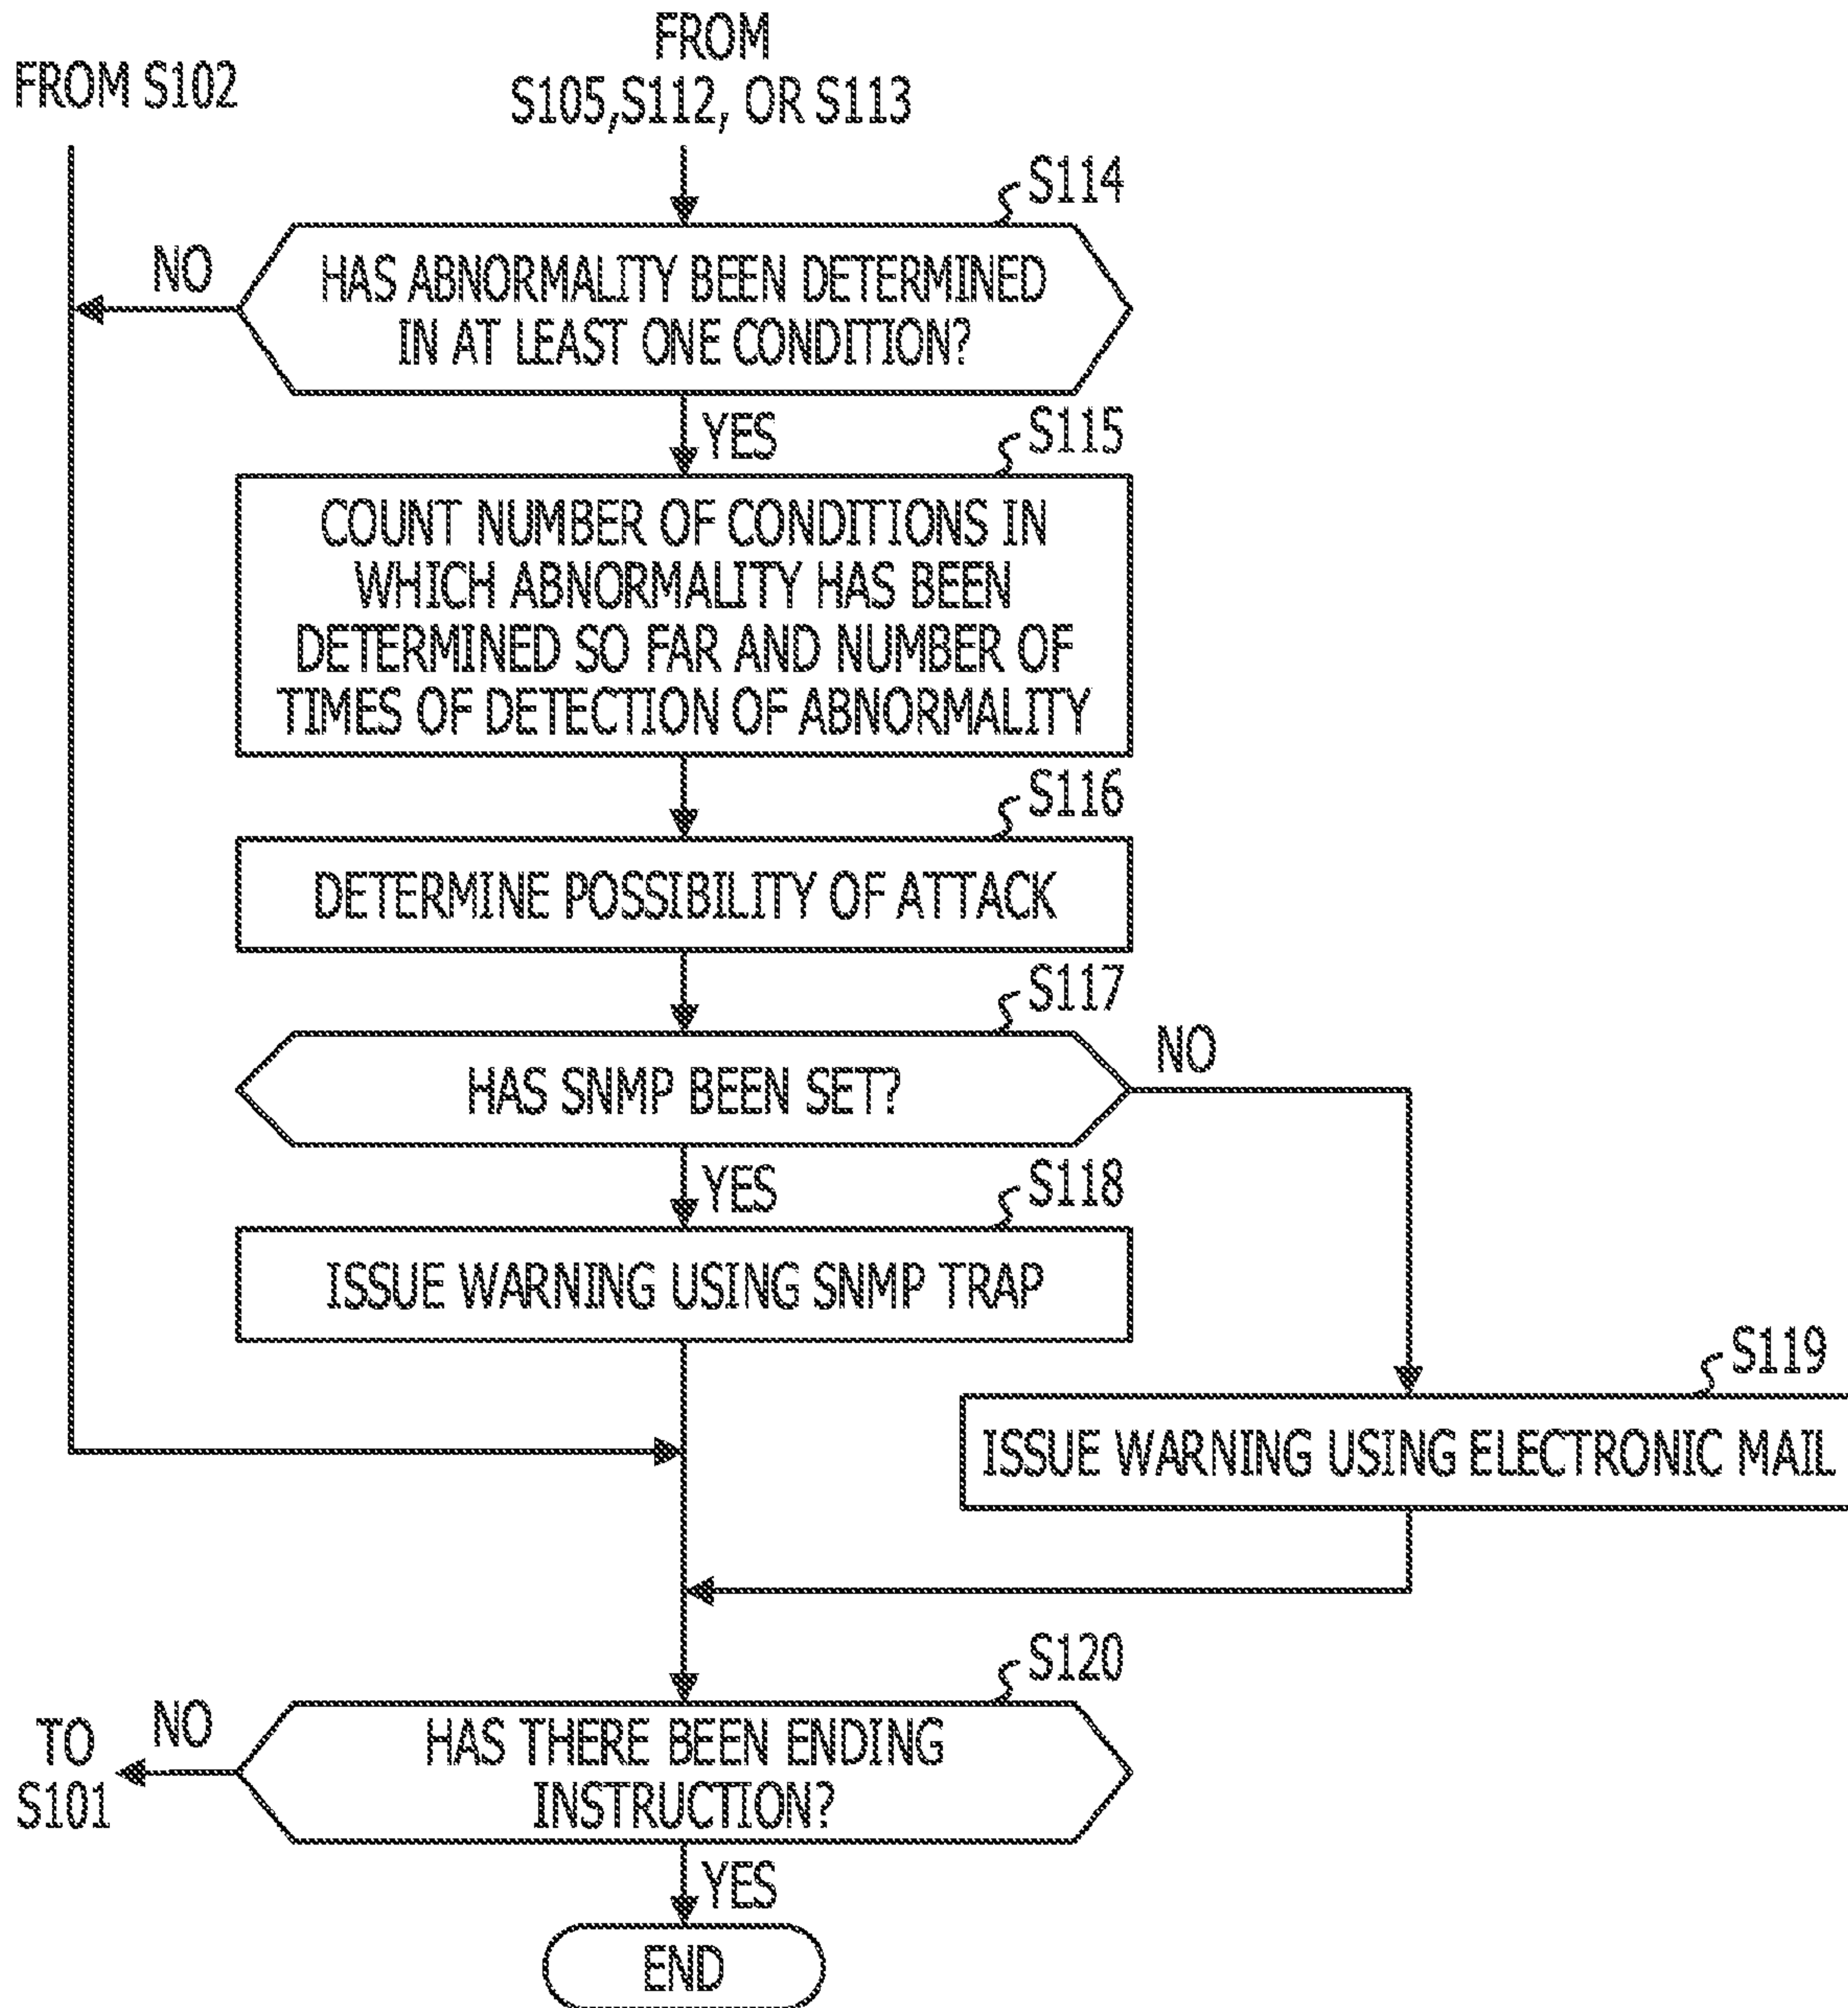 FROM S102
FROM
S105,S112, OR S113
S114
NO
HAS ABNORMALITY BEEN DETERMINED
IN AT LEAST ONE CONDITION?
YES
S115
COUNT NUMBER OF CONDITIONS IN
WHICH ABNORMALITY HAS BEEN
DETERMINED SO FAR AND NUMBER OF
TIMES OF DETECTION OF ABNORMALITY
S116
DETERMINE POSSIBILITY OF ATTACK
S117
HAS SNMP BEEN SET?
NO
YES
S118
ISSUE WARNING USING SNMP TRAP
S119
ISSUE WARNING USING ELECTRONIC MAIL
S120
TO
S101
NO
HAS THERE BEEN ENDING
INSTRUCTION?
YES
END